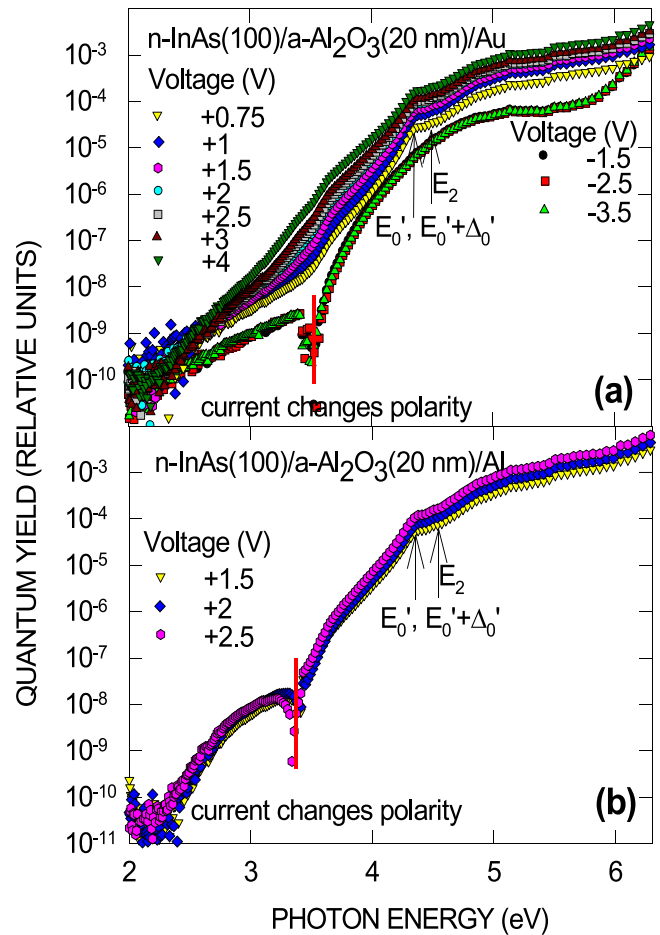 n-InAs(100)/a-Al₂O₃(20 nm)/Au
Voltage (V)
+0.75
+1
+1.5
+2
+2.5
+3
+4
Voltage (V)
-1.5
-2.5
-3.5
E₂
E₀', E₀'+Δ₀'
current changes polarity
(a)
10⁻³
10⁻⁴
10⁻⁵
10⁻⁶
10⁻⁷
10⁻⁸
10⁻⁹
10⁻¹⁰
QUANTUM YIELD (RELATIVE UNITS)
n-InAs(100)/a-Al₂O₃(20 nm)/Al
Voltage (V)
+1.5
+2
+2.5
E₂
E₀', E₀'+Δ₀'
current changes polarity
(b)
10⁻³
10⁻⁴
10⁻⁵
10⁻⁶
10⁻⁷
10⁻⁸
10⁻⁹
10⁻¹⁰
10⁻¹¹
2 3 4 5 6
PHOTON ENERGY (eV)